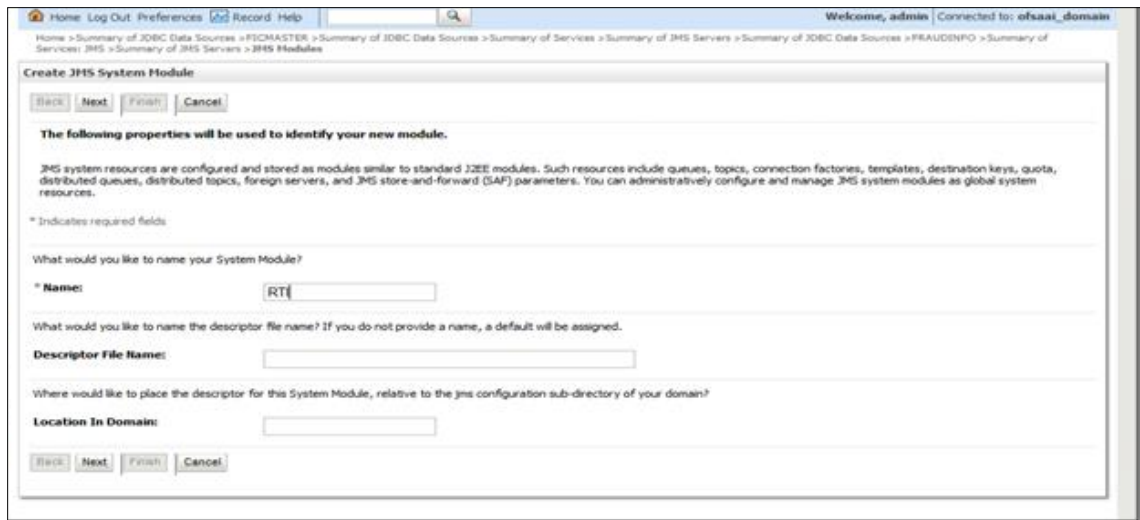 Home Log Out Preferences Record Help
Welcome, admin Connected to: ofsaai_domain
Home >Summary of JDBC Data Sources >FICMASTER >Summary of JDBC Data Sources >Summary of Services >Summary of JMS Servers >Summary of JDBC Data Sources >FRAUDINFO >Summary of
Services: JMS >Summary of JMS Servers >JMS Modules
Create JMS System Module
Back Next Finish Cancel
The following properties will be used to identify your new module.
JMS system resources are configured and stored as modules similar to standard J2EE modules. Such resources include queues, topics, connection factories, templates, destination keys, quota,
distributed queues, distributed topics, foreign servers, and JMS store-and-forward (SAF) parameters. You can administratively configure and manage JMS system modules as global system
resources.
* Indicates required fields
What would you like to name your System Module?
* Name: RTI
What would you like to name the descriptor file name? If you do not provide a name, a default will be assigned.
Descriptor File Name:
Where would like to place the descriptor for this System Module, relative to the jms configuration sub-directory of your domain?
Location In Domain:
Back Next Finish Cancel